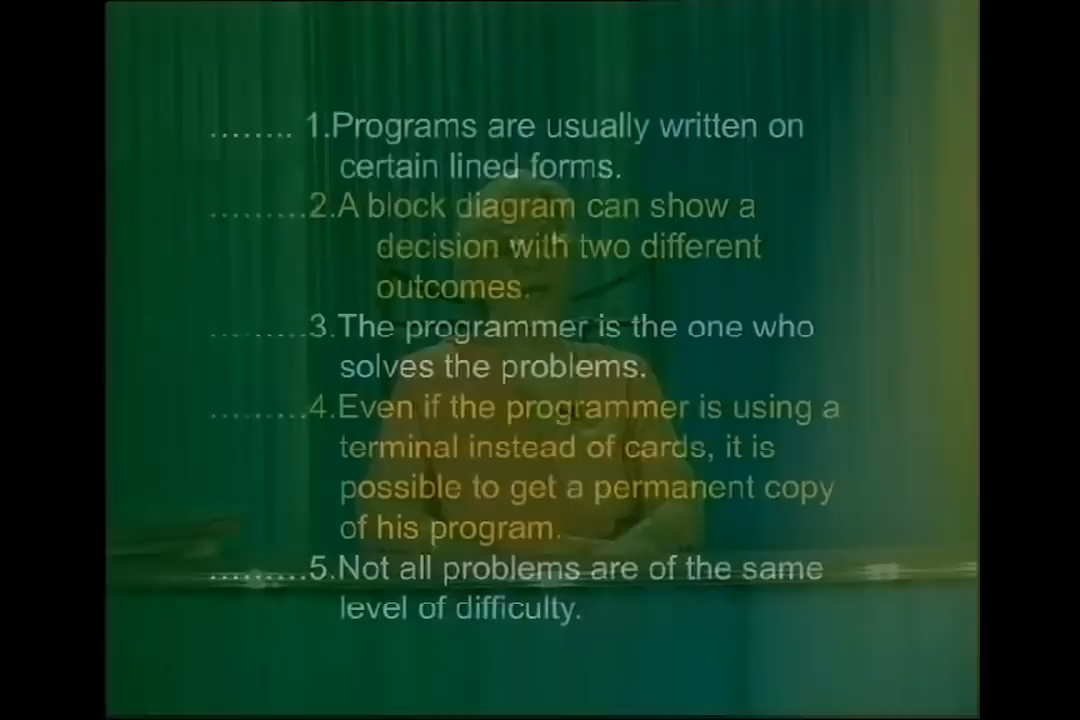 ........ 1.Programs are usually written on
certain lined forms.
.........2.A block diagram can show a
decision with two different
outcomes.
.........3.The programmer is the one who
solves the problems.
.........4.Even if the programmer is using a
terminal instead of cards, it is
possible to get a permanent copy
of his program.
.........5.Not all problems are of the same
level of difficulty.